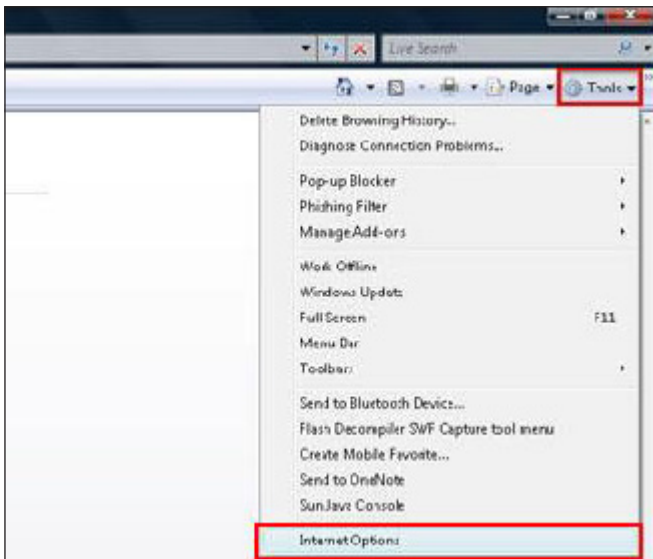 Live Search
Page
Tools
Delete Browsing History...
Diagnose Connection Problems...
Pop-up Blocker
Phishing Filter
Manage Add-ons
Work Offline
Windows Update
Full Screen F11
Menu Bar
Toolbars
Send to Bluetooth Device...
Flash Decompiler SWF Capture tool menu
Create Mobile Favorite...
Send to OneNote
Sun Java Console
Internet Options